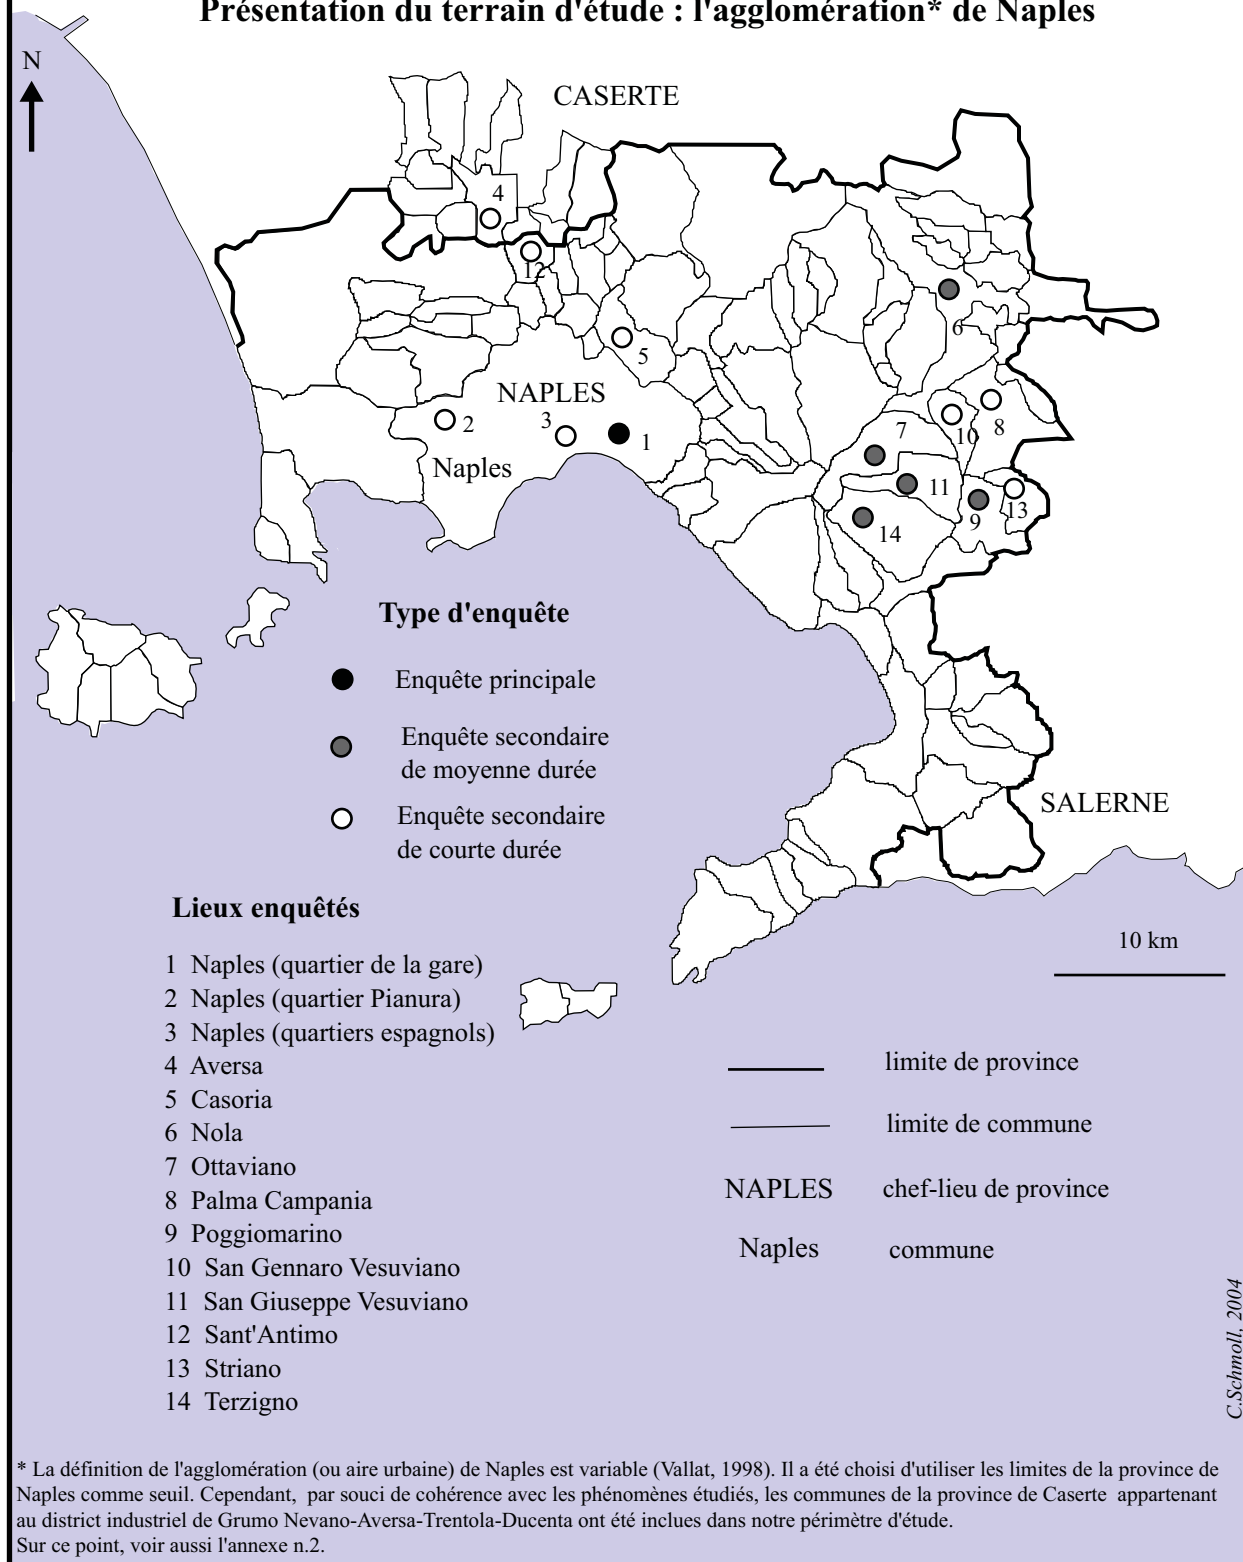 Présentation du terrain d'étude : l'agglomération* de Naples
N
CASERTE
4
12
6
5
NAPLES
2
3
1
Naples
7
10
8
11
9
13
14
Type d'enquête
Enquête principale
Enquête secondaire
de moyenne durée
Enquête secondaire
de courte durée
SALERNE
Lieux enquêtés
10 km
1 Naples (quartier de la gare)
2 Naples (quartier Pianura)
3 Naples (quartiers espagnols)
4 Aversa
5 Casoria
6 Nola
7 Ottaviano
8 Palma Campania
9 Poggiomarino
10 San Gennaro Vesuviano
11 San Giuseppe Vesuviano
12 Sant'Antimo
13 Striano
14 Terzigno
limite de province
limite de commune
NAPLES chef-lieu de province
Naples commune
C.Schmoll, 2004
* La définition de l'agglomération (ou aire urbaine) de Naples est variable (Vallat, 1998). Il a été choisi d'utiliser les limites de la province de
Naples comme seuil. Cependant, par souci de cohérence avec les phénomènes étudiés, les communes de la province de Caserte appartenant
au district industriel de Grumo Nevano-Aversa-Trentola-Ducenta ont été inclues dans notre périmètre d'étude.
Sur ce point, voir aussi l'annexe n.2.